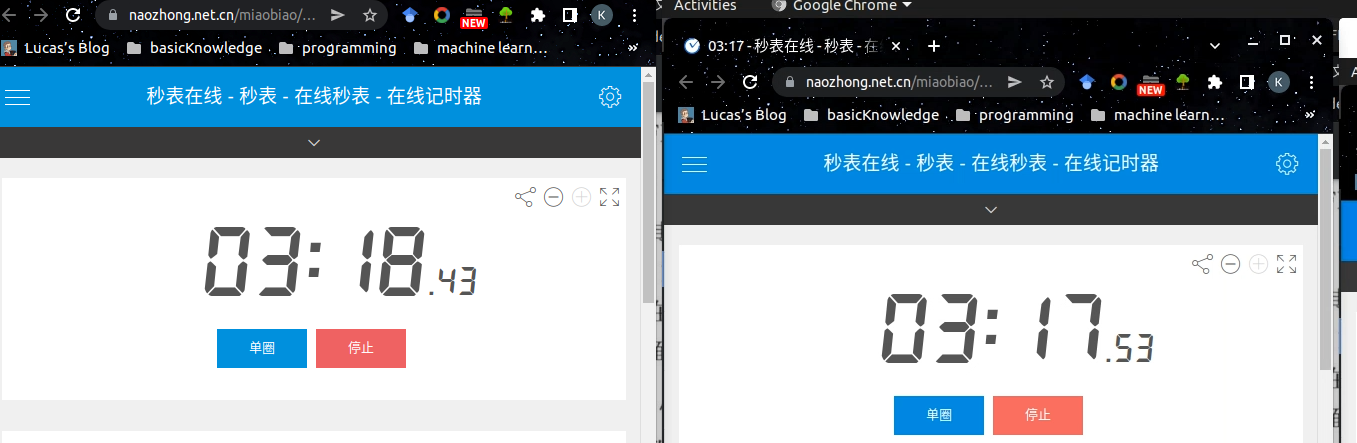 naozhong.net.cn/miaobiao/...
NEW
K
Lucas's Blog
basicKnowledge
programming
machine learn...
秒表在线 - 秒表 - 在线秒表 - 在线记时器
03:18.43
单圈
停止
Activities
Google Chrome
03:17 - 秒表在线 - 秒表 - 在
naozhong.net.cn/miaobiao/...
NEW
K
Lucas's Blog
basicKnowledge
programming
machine learn...
秒表在线 - 秒表 - 在线秒表 - 在线记时器
03:17.53
单圈
停止